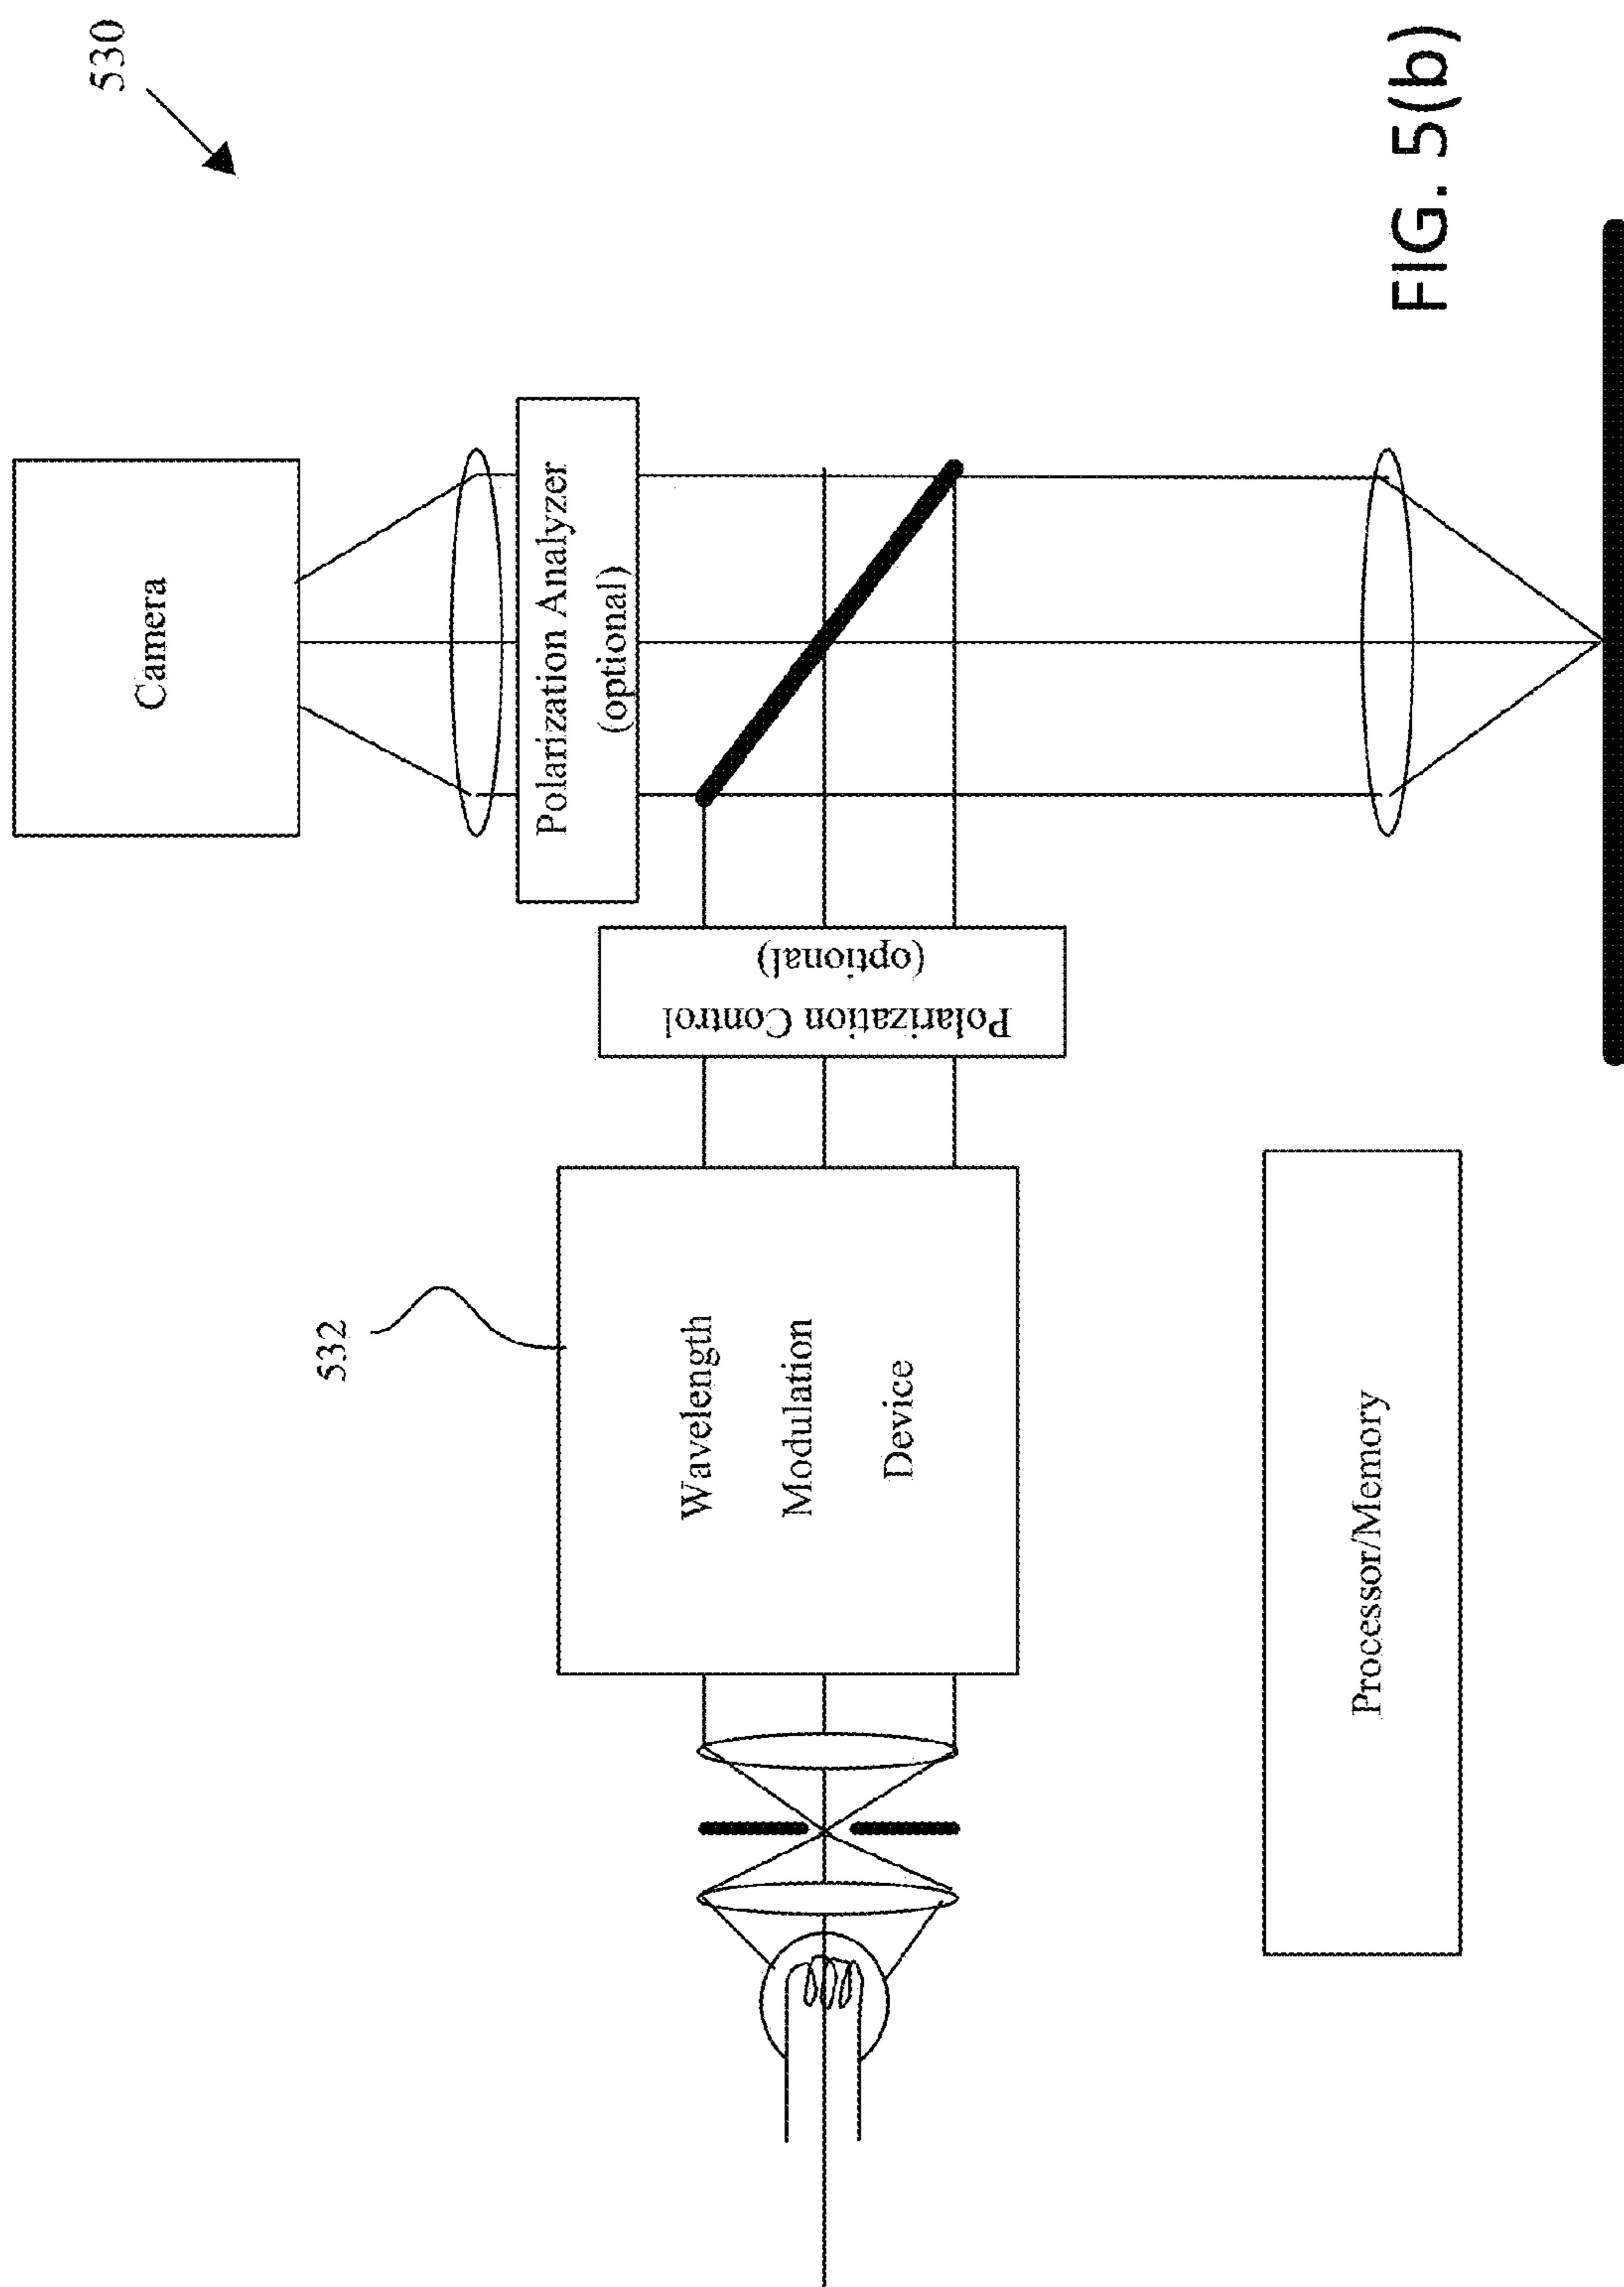 530
Camera
Polarization Analyzer
(optional)
Polarization Control
(optional)
532
Wavelength
Modulation
Device
Processor/Memory
FIG. 5(b)